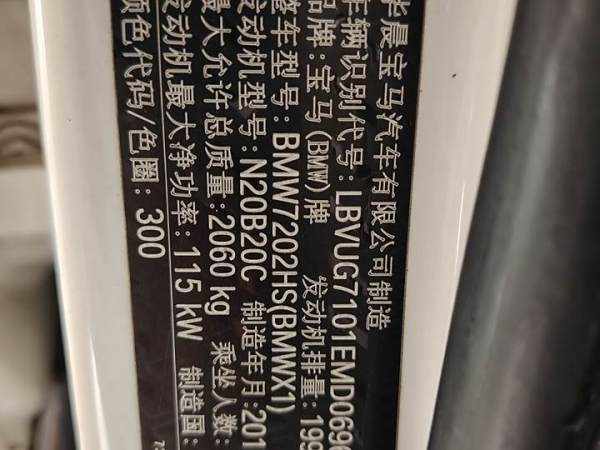 华晨宝马汽车有限公司制造
车辆识别代号: LBVUG7101EMD069
品牌: 宝马(BMW)牌 发动机排量: 199
整车型号: BMW7202HS(BMWX1)
发动机型号: N20B20C 制造年月: 201
最大允许总质量: 2060 kg 乘坐人数:
发动机最大净功率: 115 kW 制造国:
颜色代码/色圈: 300